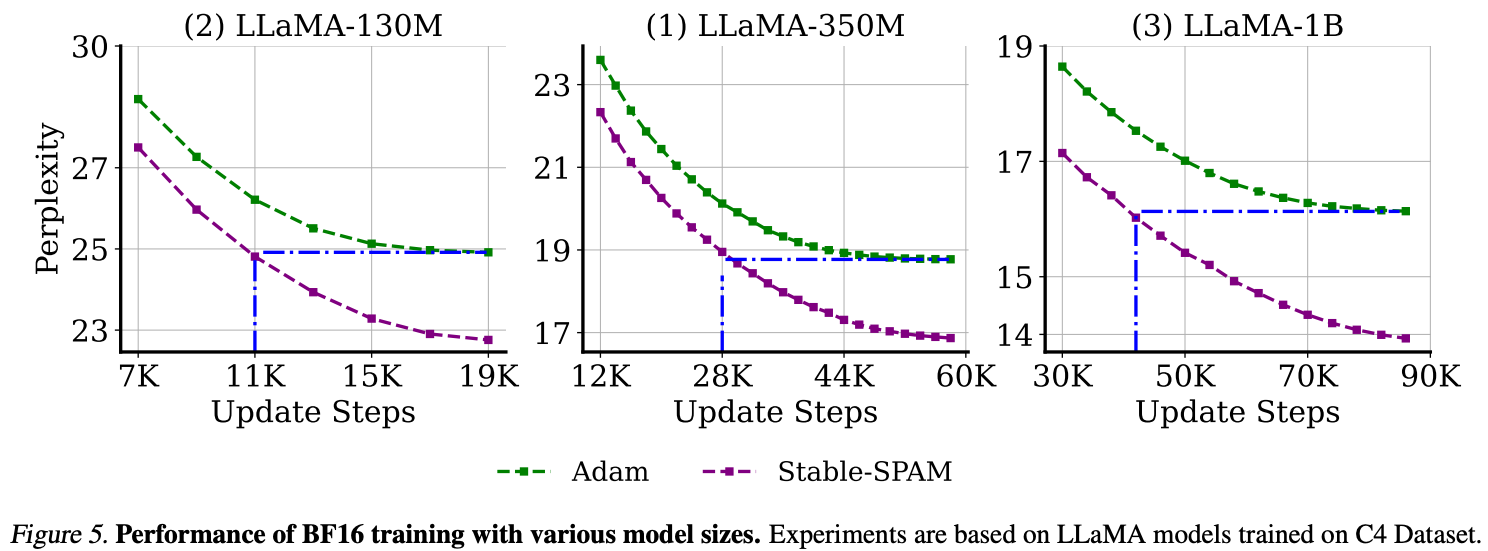 (2) LLaMA-130M
(1) LLaMA-350M
(3) LLaMA-1B
Perplexity
30
27
25
23
7K 11K 15K 19K
Update Steps
23
21
19
17
12K 28K 44K 60K
Update Steps
19
17
15
14
30K 50K 70K 90K
Update Steps
Adam Stable-SPAM
Figure 5. Performance of BF16 training with various model sizes. Experiments are based on LLaMA models trained on C4 Dataset.